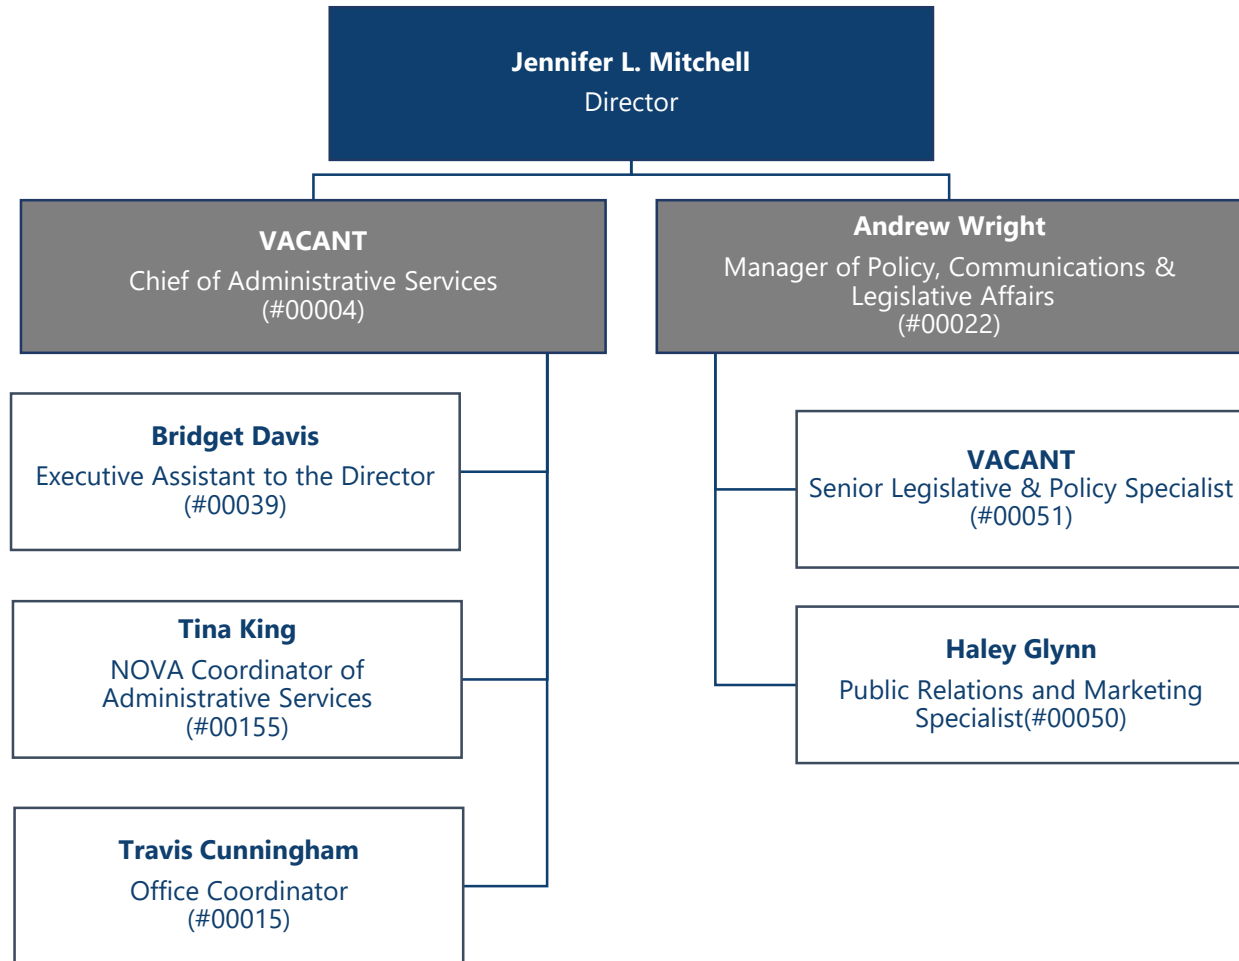 Jennifer L. Mitchell
Director
VACANT
Chief of Administrative Services
(#00004)
Andrew Wright
Manager of Policy, Communications &
Legislative Affairs
(#00022)
Bridget Davis
Executive Assistant to the Director
(#00039)
Tina King
NOVA Coordinator of
Administrative Services
(#00155)
Travis Cunningham
Office Coordinator
(#00015)
VACANT
Senior Legislative & Policy Specialist
(#00051)
Haley Glynn
Public Relations and Marketing
Specialist(#00050)